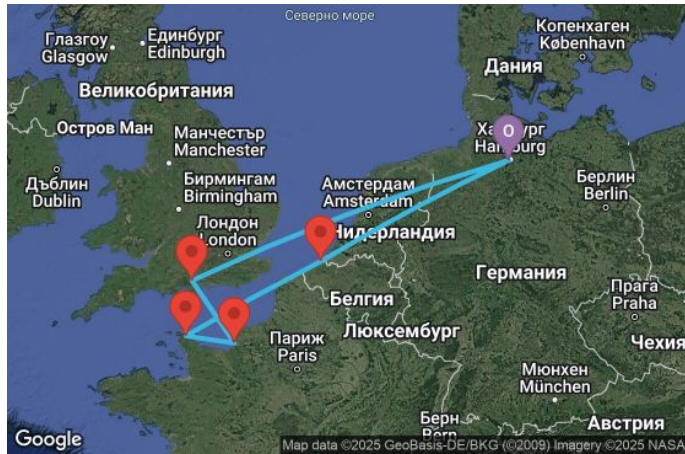 Северно море
Глазгоу
Glasgow
Единбург
Edinburgh
Копенхаген
København
Дания
Великобритания
Остров Ман
Манчестър
Manchester
O
Hamburg
Дъблин
Dublin
Бирмингам
Birmingham
Амстердам
Amsterdam
Берлин
Berlin
Лондон
London
Нидерландия
Германия
Прага
Praha
Белгия
Люксембург
Париж
Paris
Чехия
Мюнхен
München
Берн
Bern
Австрия
Google
Map data ©2025 GeoBasis-DE/BKG (©2009) Imagery ©2025 NASA